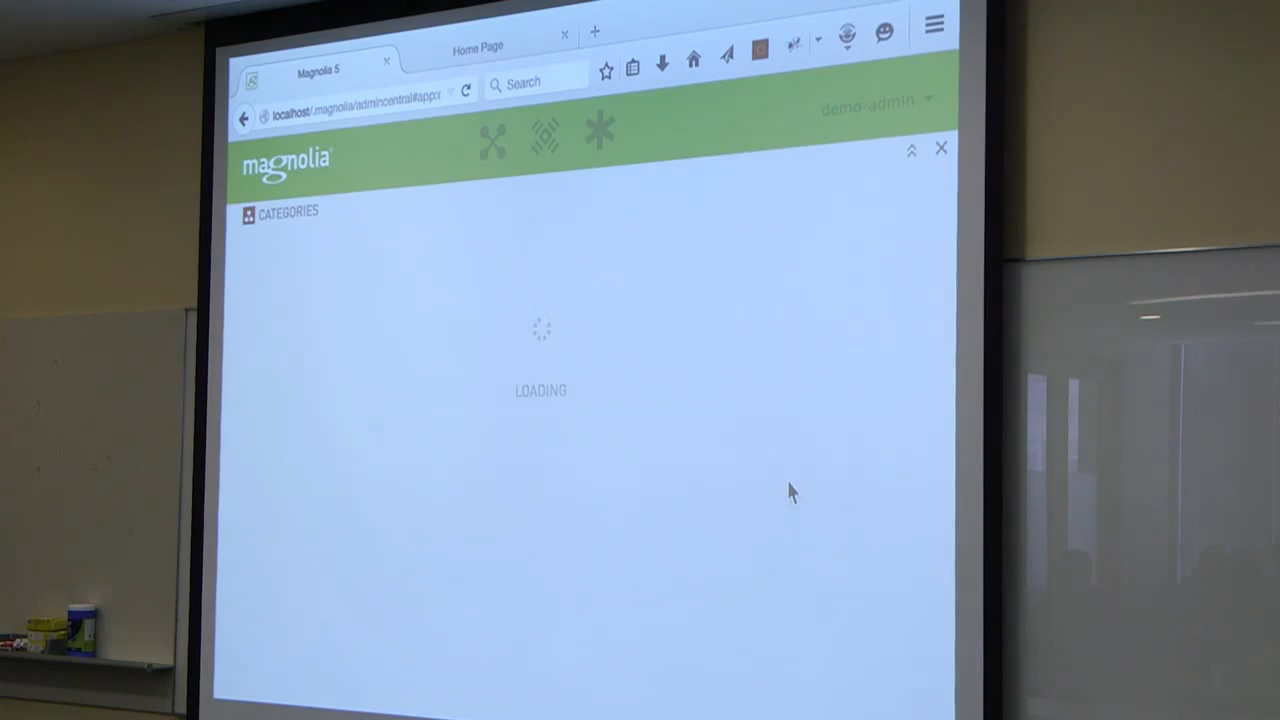 Magnolia 5
Home Page
localhost/.magnolia/admincentral#app:
Search
magnolia
demo-admin
CATEGORIES
LOADING